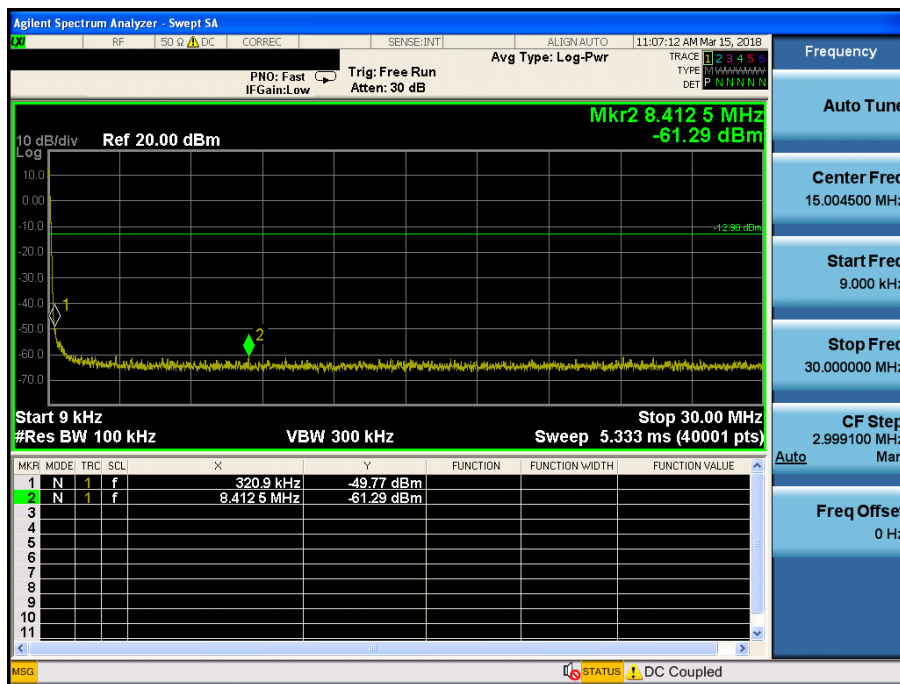 Agilent Spectrum Analyzer - Swept SA
LXI RF 50 Ω DC CORREC SENSE:INT ALIGN AUTO 11:07:12 AM Mar 15, 2018
PNO: Fast
IFGain:Low
Trig: Free Run
Atten: 30 dB
Avg Type: Log-Pwr
TRACE 1 2 3 4 5 6
TYPE M
DET P N N N N N
Mkr2 8.412 5 MHz
-61.29 dBm
10 dB/div
Log
Ref 20.00 dBm
10.0
0.00
-10.0
-12.90 dBm
-20.0
-30.0
-40.0
1
-50.0
2
-60.0
-70.0
Start 9 kHz
Stop 30.00 MHz
#Res BW 100 kHz
VBW 300 kHz
Sweep 5.333 ms (40001 pts)
MKR MODE TRC SCL X Y FUNCTION FUNCTION WIDTH FUNCTION VALUE
1 N 1 f 320.9 kHz -49.77 dBm
2 N 1 f 8.412 5 MHz -61.29 dBm
3
4
5
6
7
8
9
10
11
MSG
STATUS
DC Coupled
Frequency
Auto Tune
Center Freq
15.004500 MHz
Start Freq
9.000 kHz
Stop Freq
30.000000 MHz
CF Step
2.999100 MHz
Auto Man
Freq Offset
0 Hz